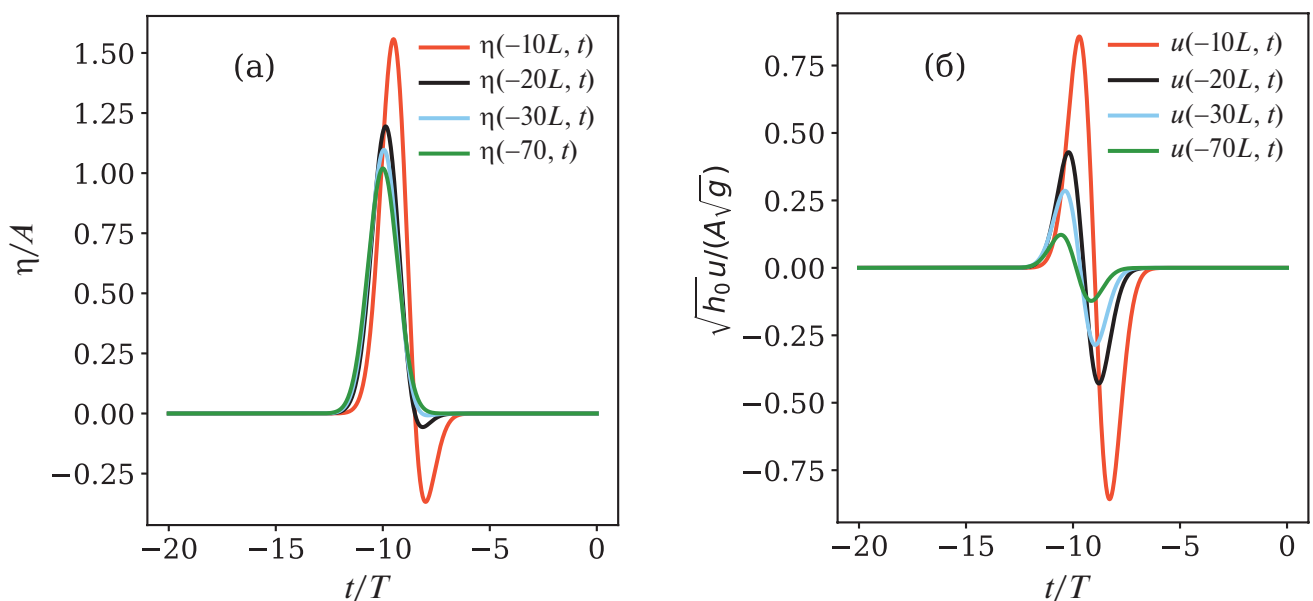 (a)
η(–10L, t)
η(–20L, t)
η(–30L, t)
η(–70, t)
1.50
1.25
1.00
0.75
0.50
0.25
0.00
−0.25
η/A
−20
−15
−10
−5
0
t/T
(б)
u(–10L, t)
u(–20L, t)
u(–30L, t)
u(–70L, t)
0.75
0.50
0.25
0.00
−0.25
−0.50
−0.75
√h₀u/(A√g)
−20
−15
−10
−5
0
t/T